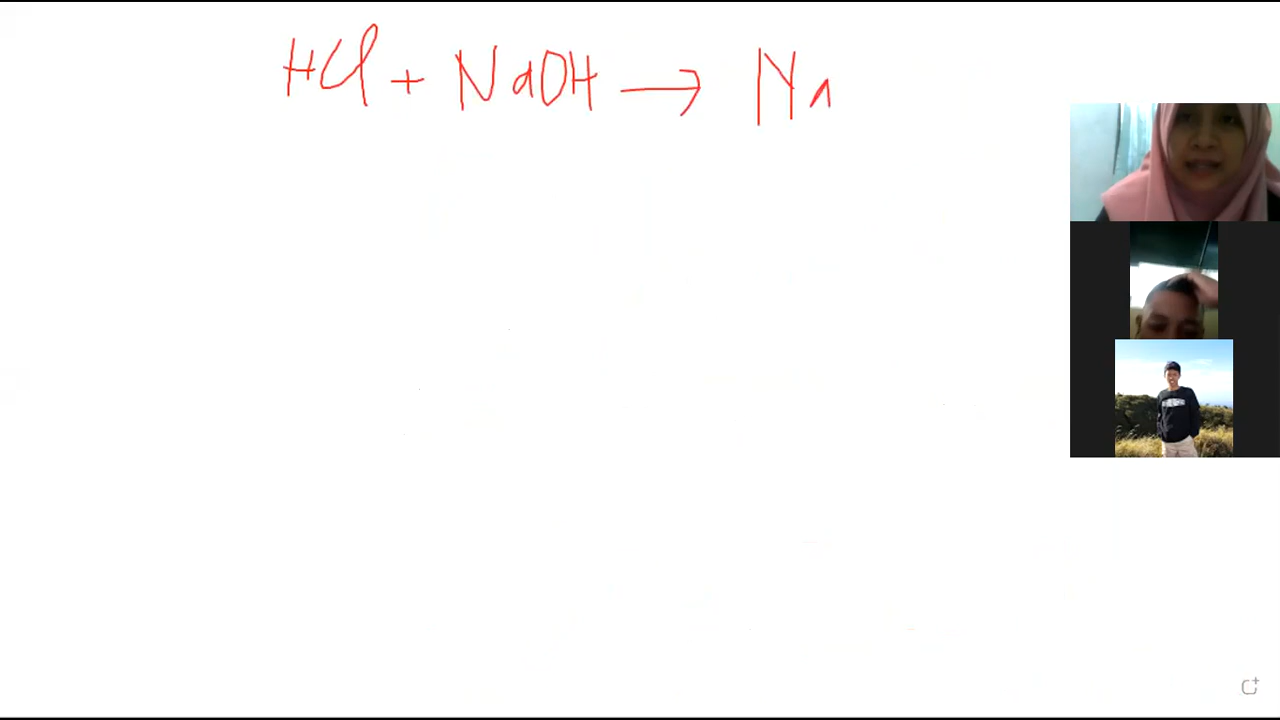 HCl + NaOH → Na